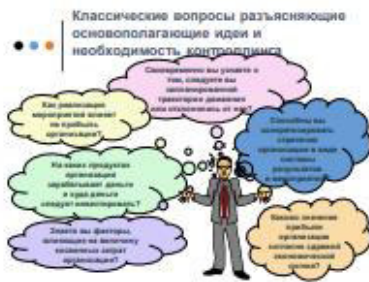 Классические вопросы разъясняющие
основополагающие идеи и
необходимость контроллинга
Своевременно вы узнаете о
том, следуете вы
запланированной
траектории движения
или отклонились от нее?
Как реализация
мероприятий влияет
на прибыль
организации?
Способны вы
конкретизировать
стратегию
организации в виде
системы
результатов
и мероприятий?
На каких продуктах
организация
зарабатывает деньги
и куда деньги
следует инвестировать?
Знаете вы факторы,
влияющие на величину
косвенных затрат
организации?
Каково значение
прибыли
организации
согласно здравой
экономической
оценки?